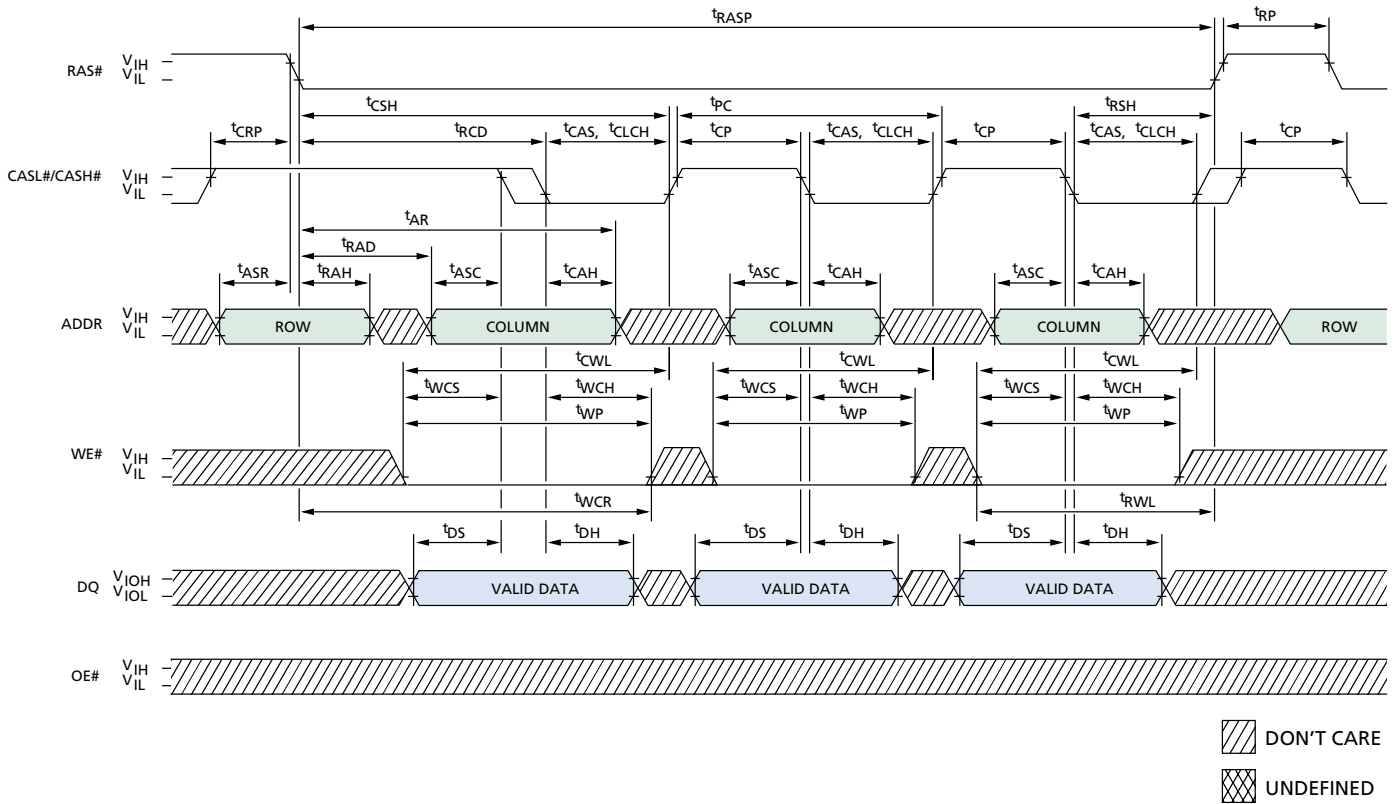 tRASP tRP
RAS# VIH
VIL
tCSH tPC tRSH
tCRP tRCD tCAS, tCLCH tCP tCAS, tCLCH tCP tCAS, tCLCH tCP
CASL#/CASH# VIH
VIL
tAR
tRAD
tASR tRAH tASC tCAH tASC tCAH tASC tCAH
ADDR VIH
VIL
ROW COLUMN COLUMN COLUMN ROW
tCWL tCWL tCWL
tWCS tWCH tWCS tWCH tWCS tWCH
tWP tWP tWP
WE# VIH
VIL
tWCR tRWL
tDS tDH tDS tDH tDS tDH
DQ VIOH
VIOL
VALID DATA VALID DATA VALID DATA
OE# VIH
VIL
DON'T CARE
UNDEFINED